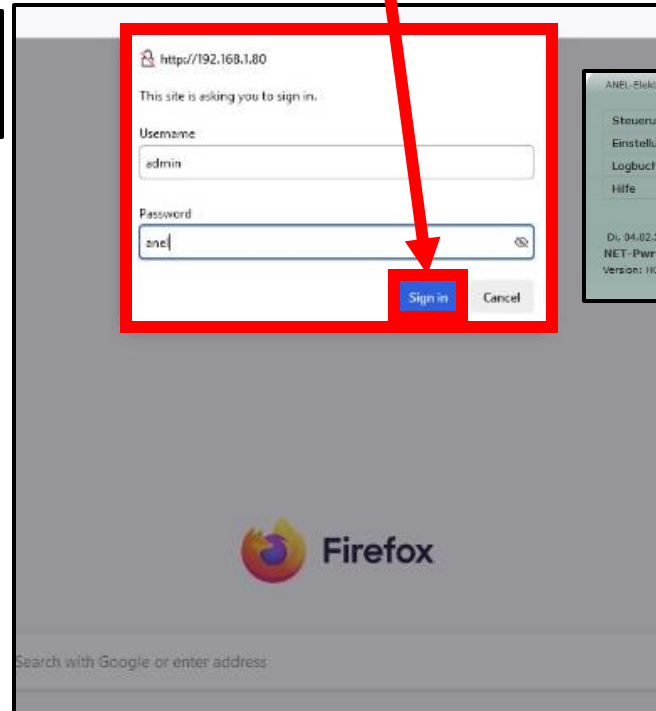 http://192.168.1.80
This site is asking you to sign in.
Username
admin
Password
anel
Sign in
Cancel
ANEL-Elekt
Steueru
Einstellu
Logbuch
Hilfe
Di, 04.02.
NET-Pwr
Version:
Firefox
Search with Google or enter address